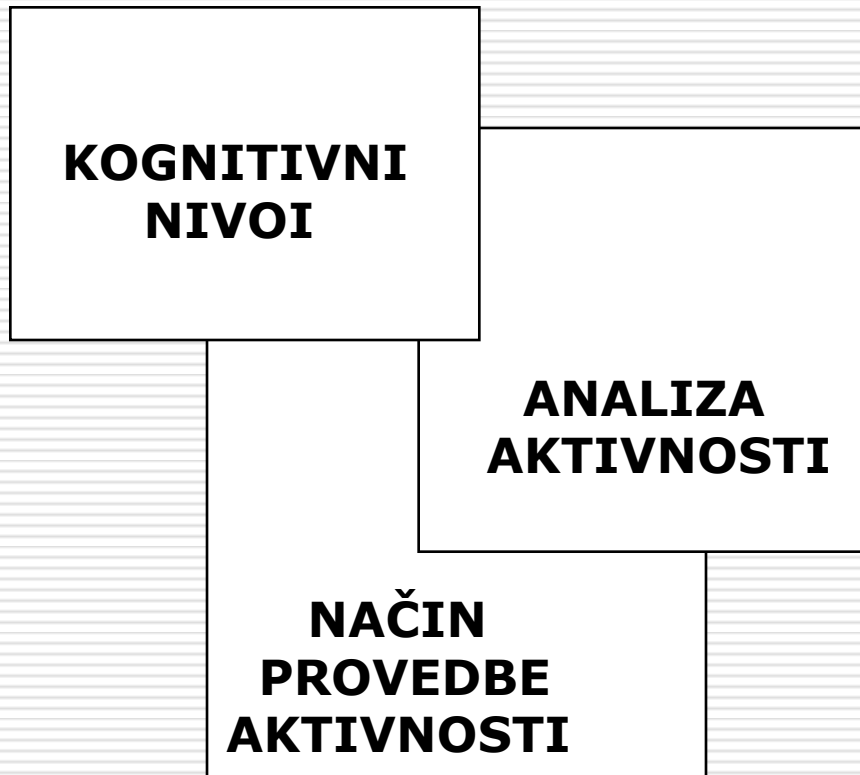 KOGNITIVNI
NIVOI
ANALIZA
AKTIVNOSTI
NAČIN
PROVEDBE
AKTIVNOSTI